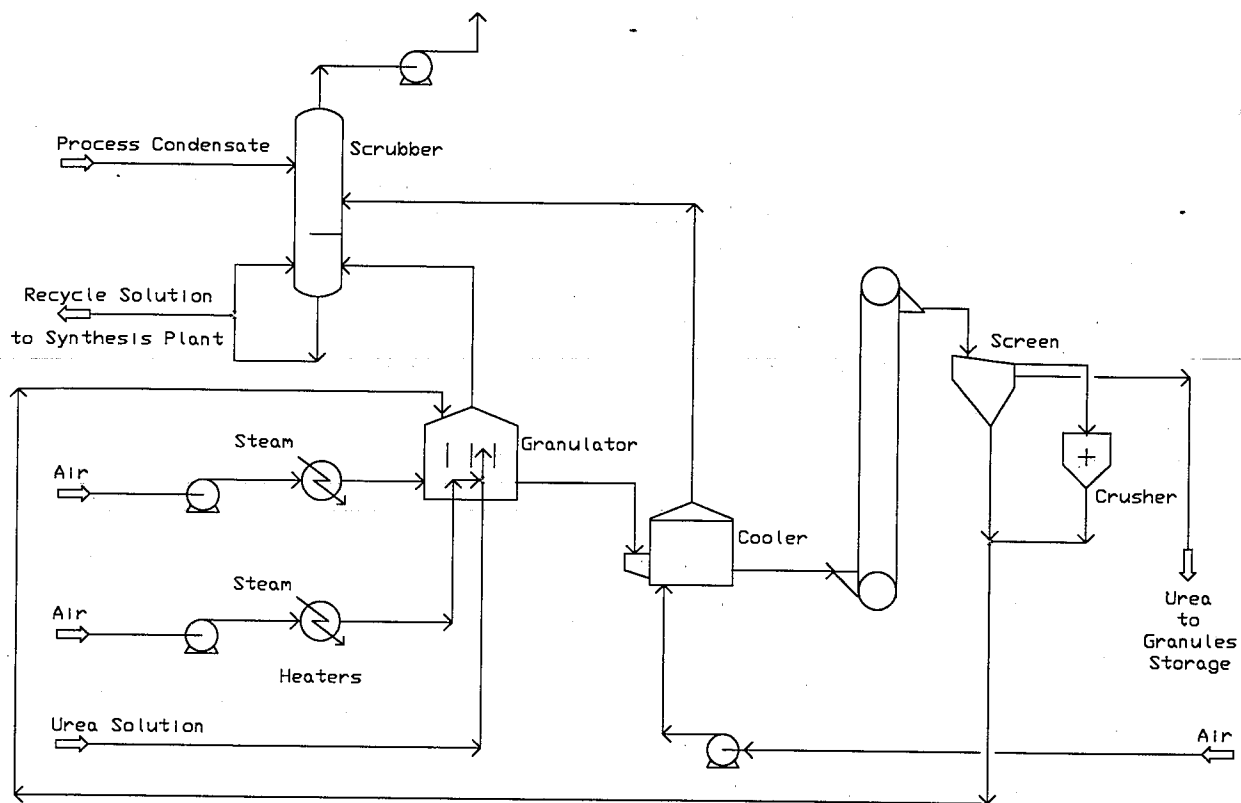 Process Condensate
Scrubber
Recycle Solution
to Synthesis Plant
Screen
Steam
Granulator
Air
Crusher
Cooler
Steam
Air
Urea
to
Granules
Storage
Heaters
Urea Solution
Air